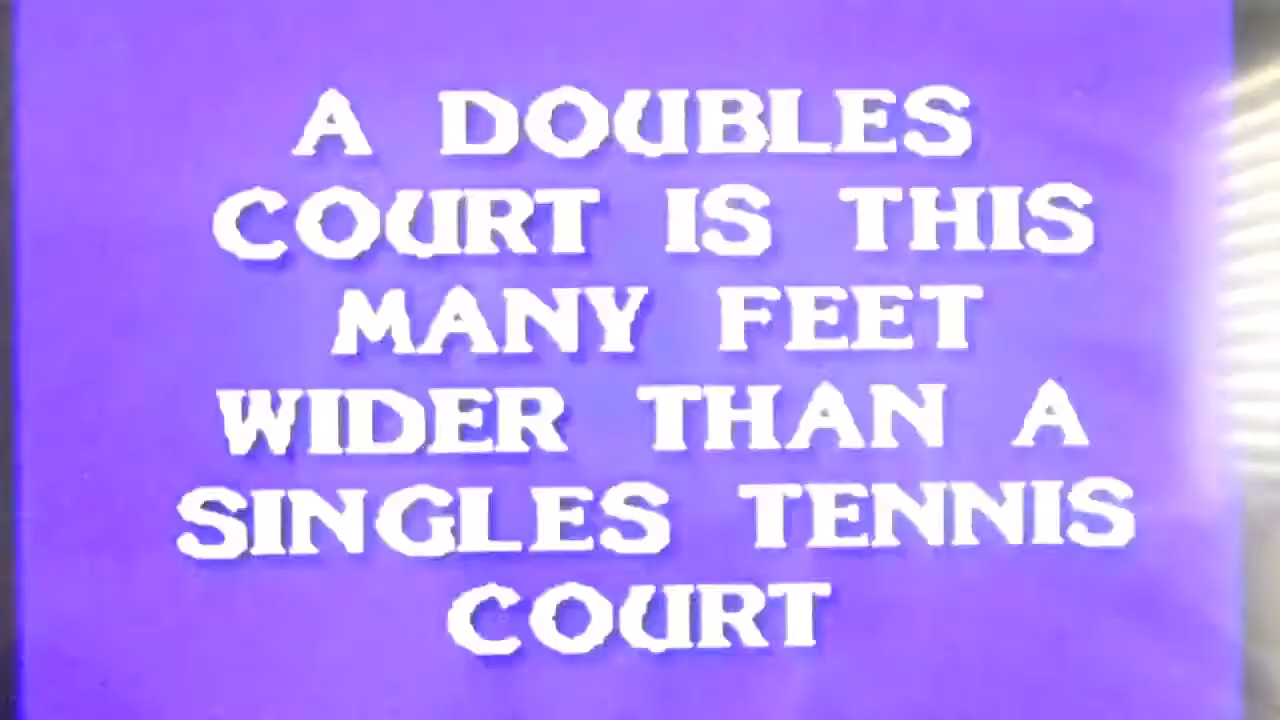 A DOUBLES
COURT IS THIS
MANY FEET
WIDER THAN A
SINGLES TENNIS
COURT